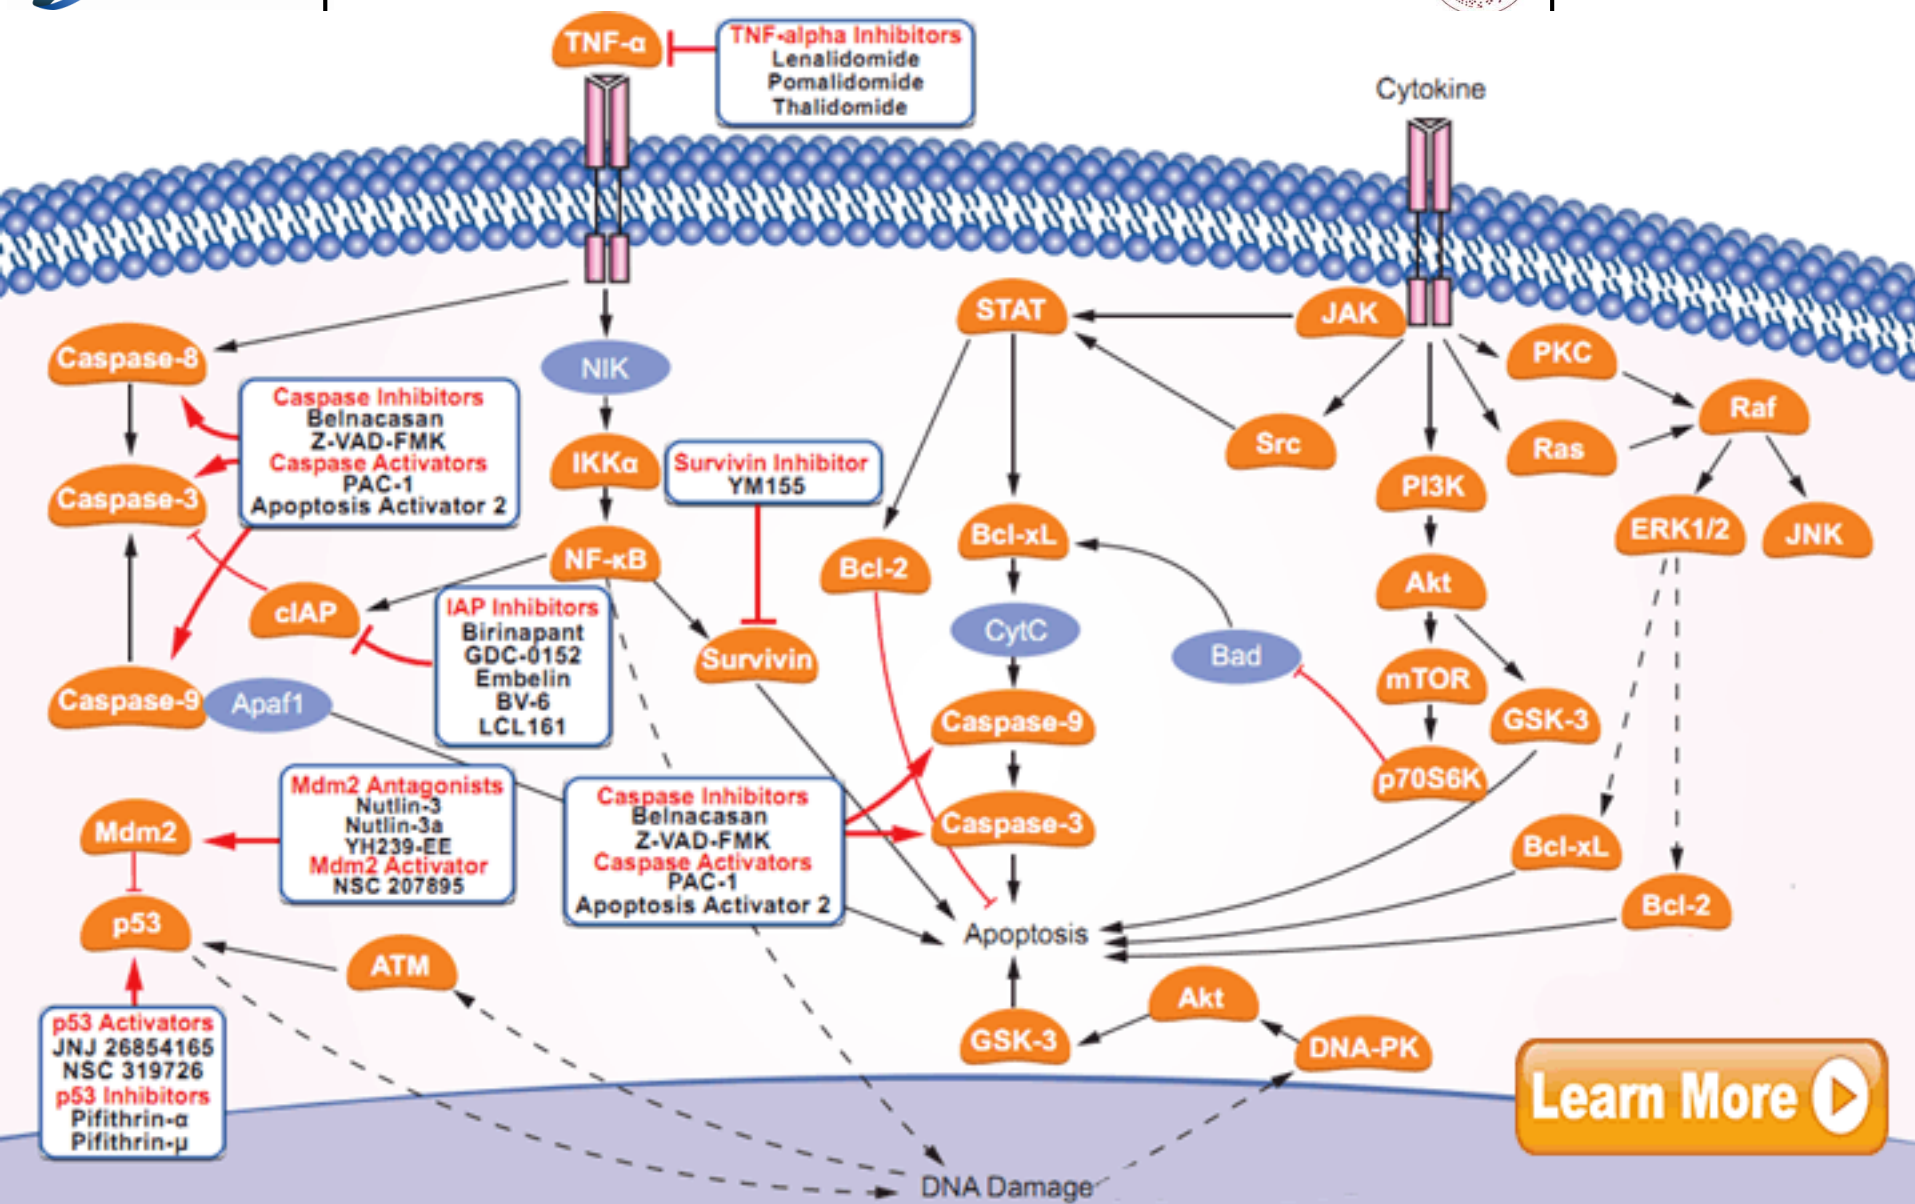 TNF-α
TNF-alpha Inhibitors
Lenalidomide
Pomalidomide
Thalidomide
Cytokine
STAT
JAK
Caspase-8
NIK
PKC
Caspase Inhibitors
Belnacasan
Z-VAD-FMK
Caspase Activators
PAC-1
Apoptosis Activator 2
Raf
Src
Ras
IKKα
Survivin Inhibitor
YM155
Caspase-3
PI3K
NF-κB
Bcl-xL
Bcl-2
ERK1/2
JNK
Akt
cIAP
IAP Inhibitors
Birinapant
GDC-0152
Embelin
BV-6
LCL161
CytC
Survivin
Bad
mTOR
Caspase-9
Apaf1
Caspase-9
GSK-3
p70S6K
Mdm2 Antagonists
Nutlin-3
Nutlin-3a
YH239-EE
Mdm2 Activator
NSC 207895
Caspase Inhibitors
Belnacasan
Z-VAD-FMK
Caspase Activators
PAC-1
Apoptosis Activator 2
Mdm2
Caspase-3
Bcl-xL
p53
Bcl-2
Apoptosis
ATM
Akt
GSK-3
DNA-PK
p53 Activators
JNJ 26854165
NSC 319726
p53 Inhibitors
Pifithrin-α
Pifithrin-μ
Learn More
DNA Damage